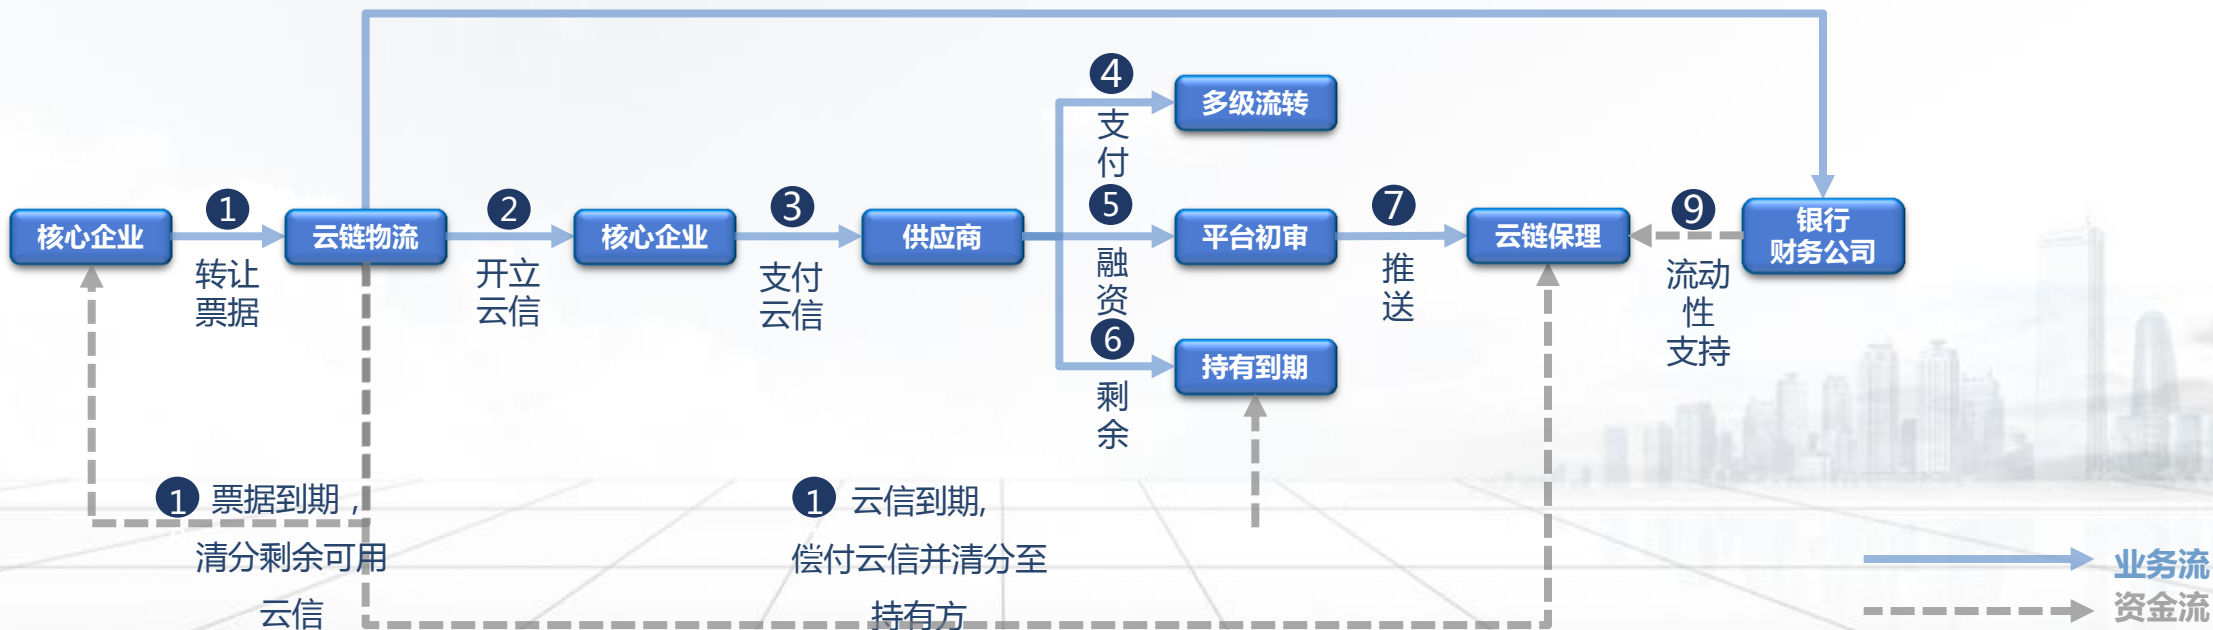 4
支
付
多级流转
核心企业
1
转让
票据
云链物流
2
开立
云信
核心企业
3
支付
云信
供应商
5
融
资
平台初审
7
推
送
云链保理
9
流动
性
支持
银行
财务公司
6
剩
余
持有到期
1 票据到期，
清分剩余可用
云信
1 云信到期,
偿付云信并清分至
持有方
业务流
资金流